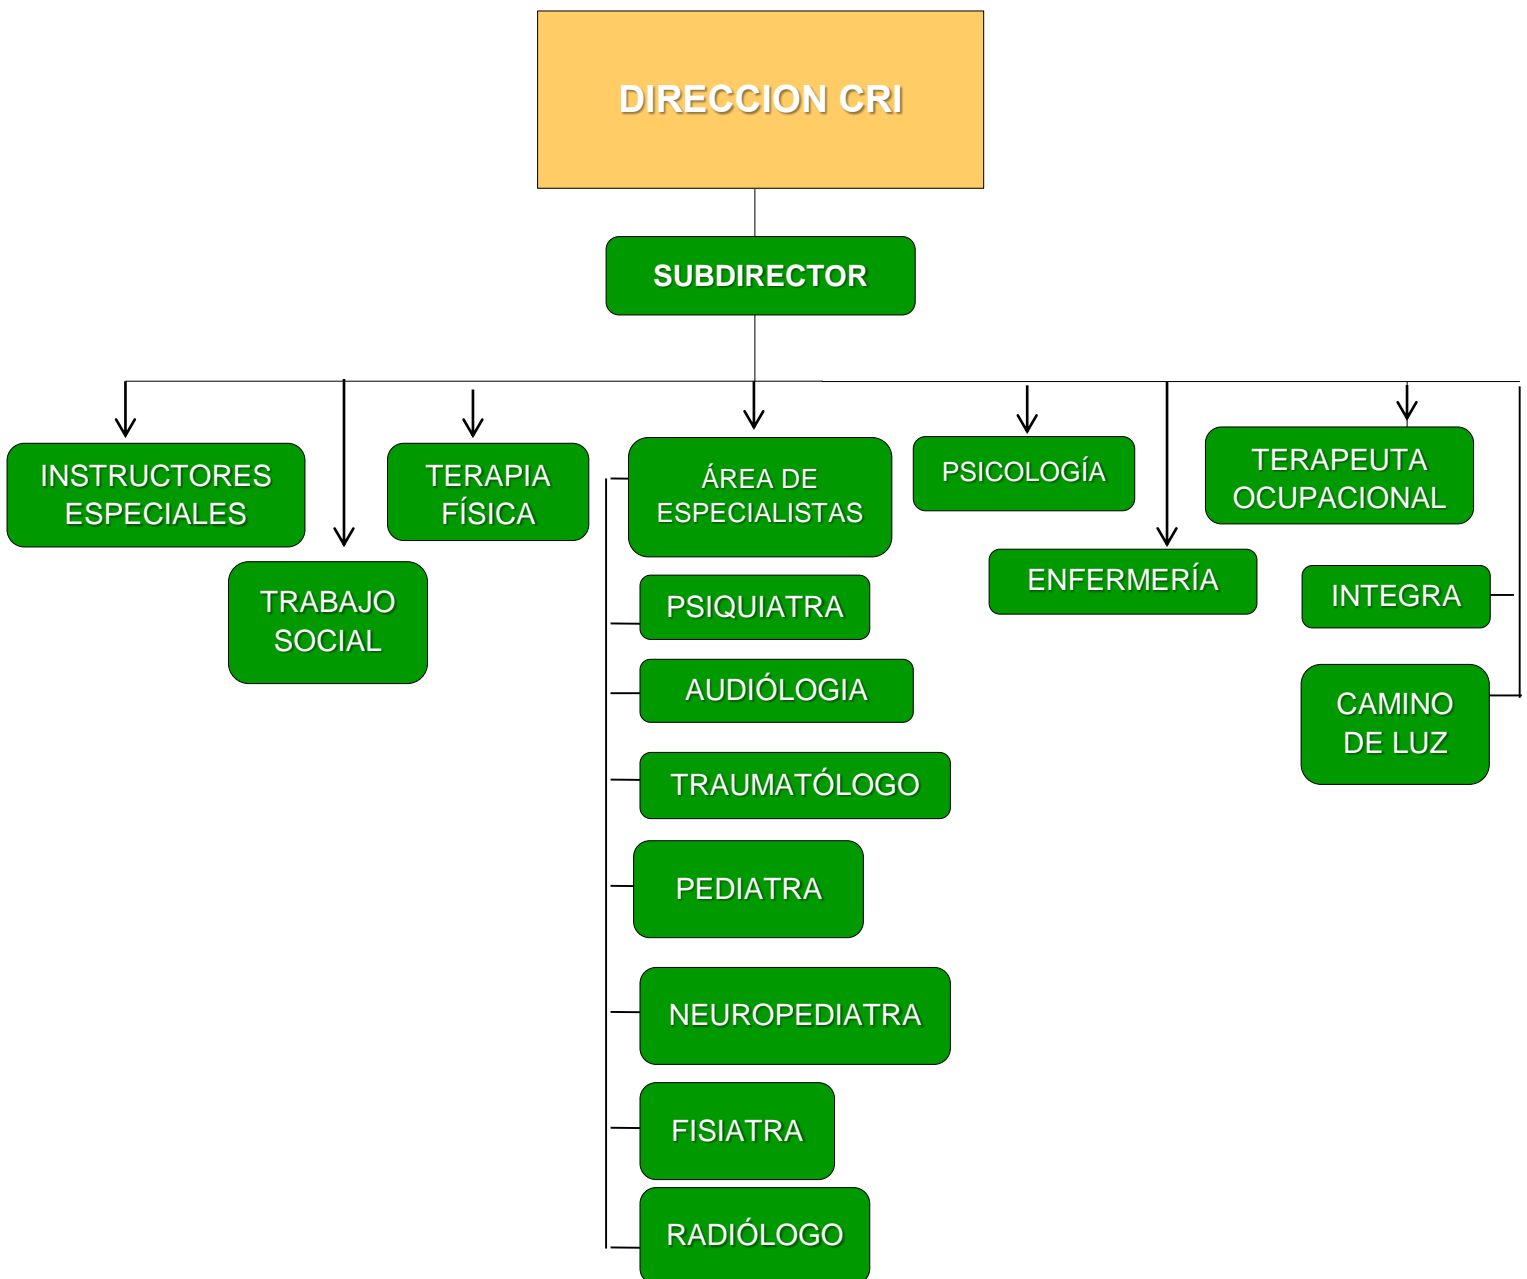 DIRECCION CRI
SUBDIRECTOR
INSTRUCTORES
ESPECIALES
TRABAJO
SOCIAL
TERAPIA
FÍSICA
ÁREA DE
ESPECIALISTAS
PSIQUIATRA
AUDIÓLOGIA
TRAUMATÓLOGO
PEDIATRA
NEUROPEDIATRA
FISIATRA
RADIÓLOGO
PSICOLOGÍA
ENFERMERÍA
TERAPEUTA
OCUPACIONAL
INTEGRA
CAMINO
DE LUZ